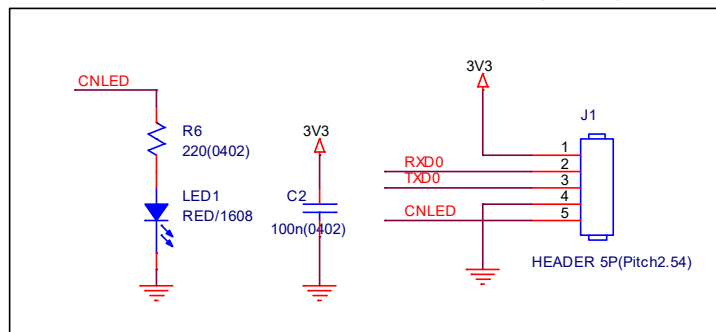 CNLED
R6
220(0402)
LED1
RED/1608
3V3
C2
100n(0402)
3V3
J1
1
RXD0
2
TXD0
3
4
CNLED
5
HEADER 5P(Pitch2.54)